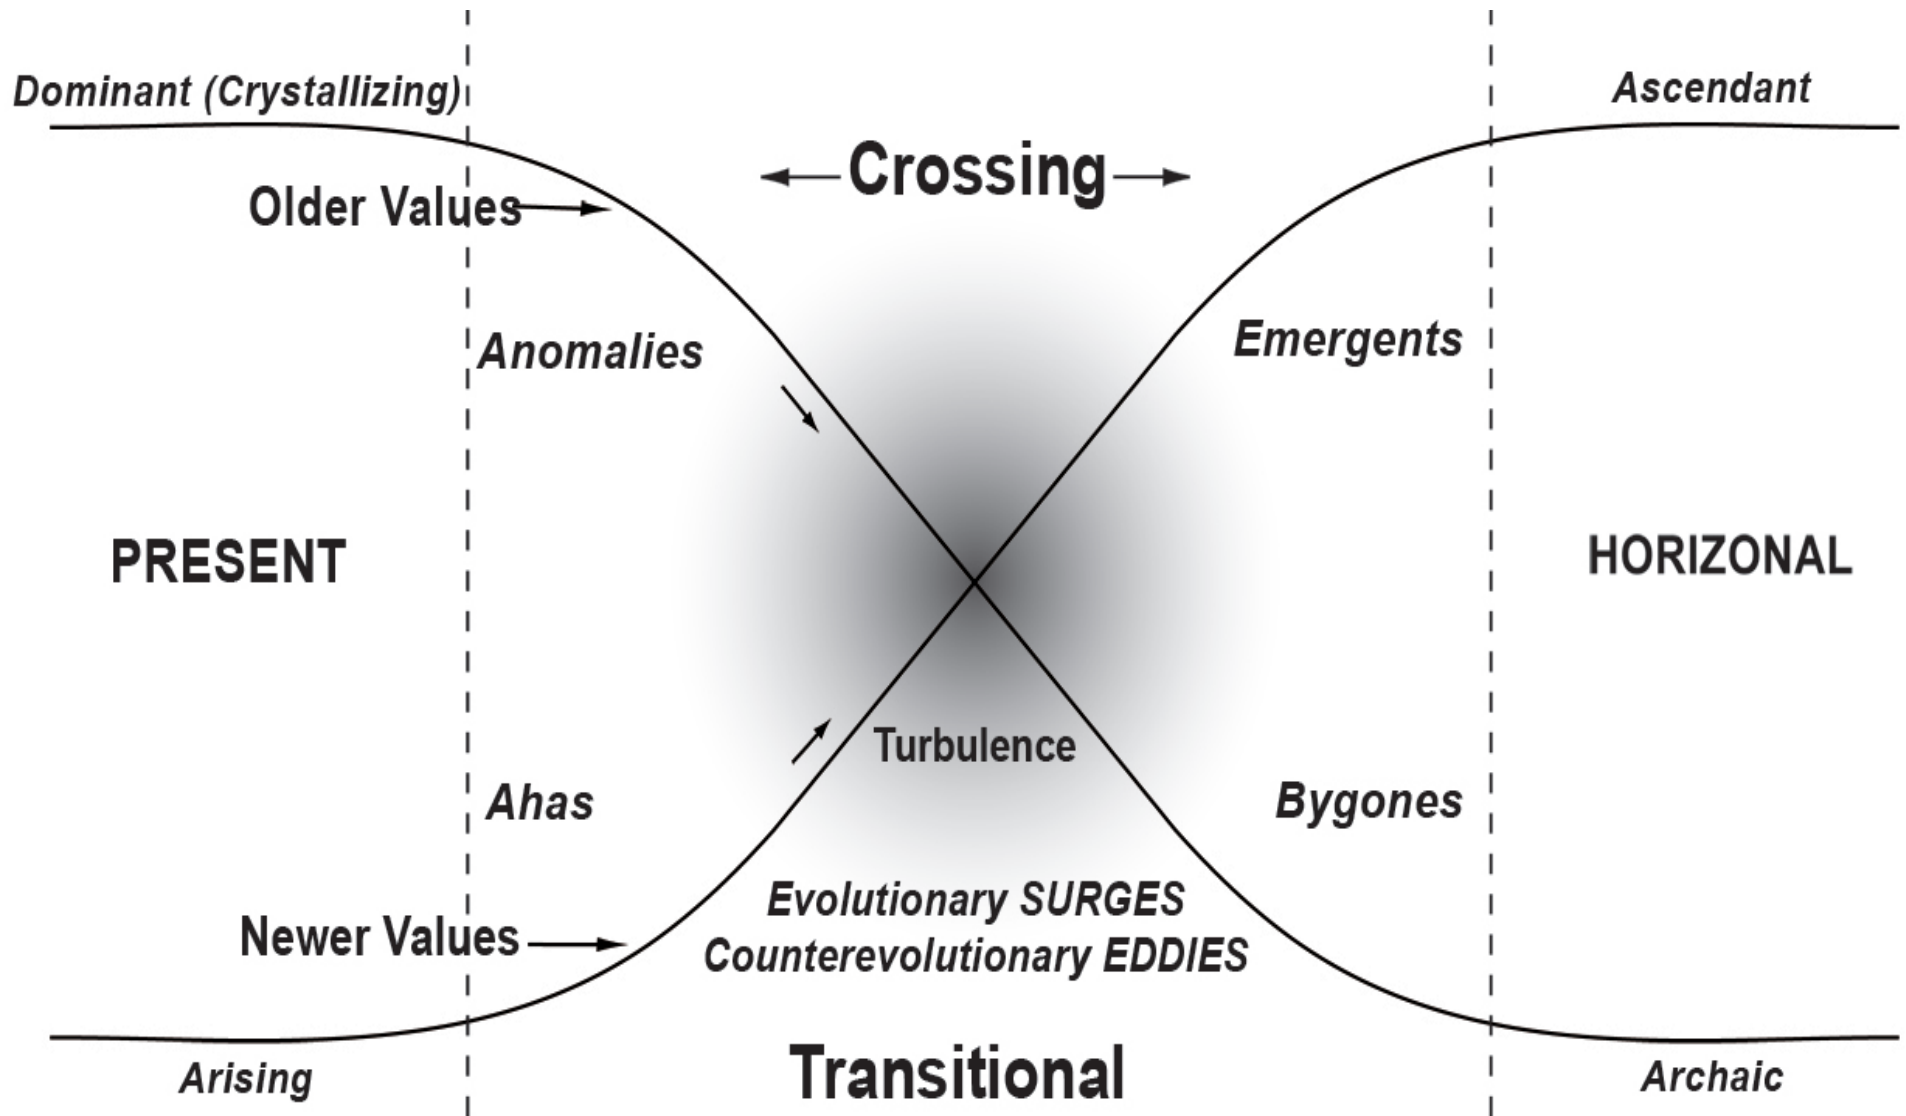 Dominant (Crystallizing)
Ascendant
Crossing
Older Values
Anomalies
Emergents
PRESENT
HORIZONAL
Turbulence
Ahas
Bygones
Evolutionary SURGES
Counterevolutionary EDDIES
Newer Values
Transitional
Arising
Archaic